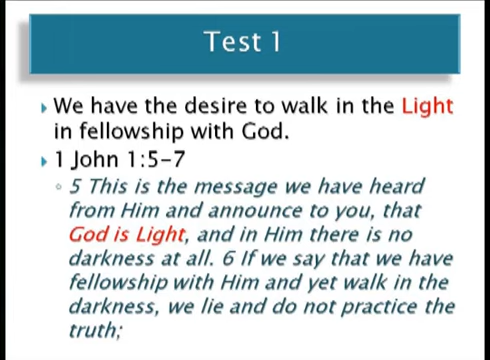 Test 1
We have the desire to walk in the Light
in fellowship with God.
1 John 1:5-7
5 This is the message we have heard
from Him and announce to you, that
God is Light, and in Him there is no
darkness at all. 6 If we say that we have
fellowship with Him and yet walk in the
darkness, we lie and do not practice the
truth;